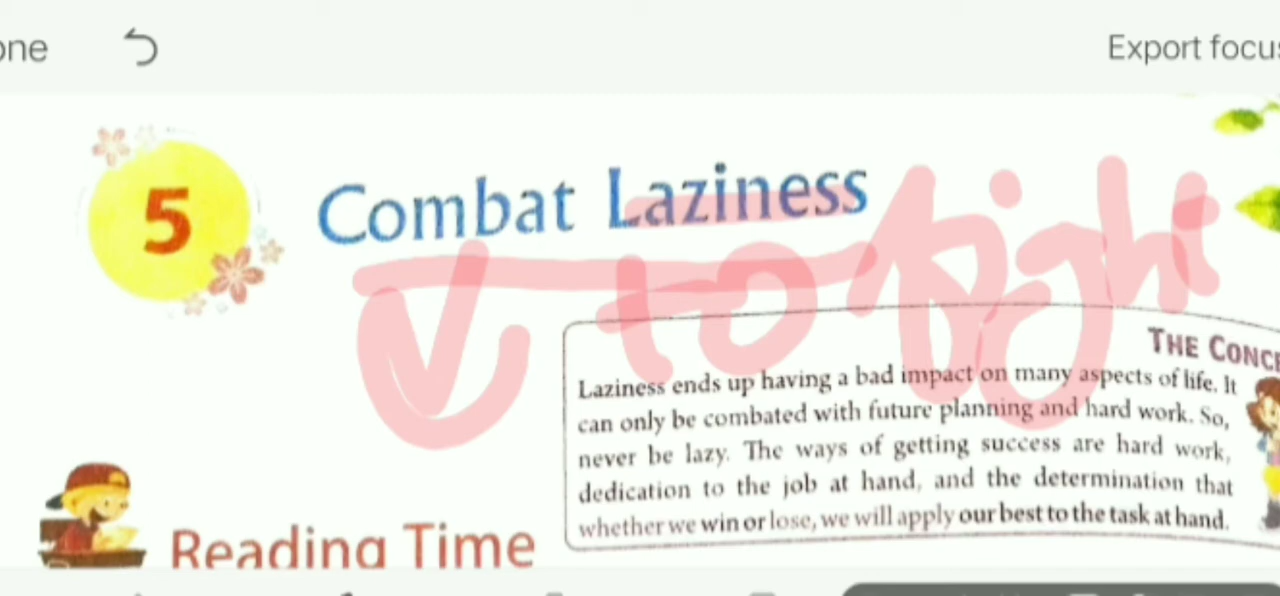 Export
5
Combat Laziness
to fight
THE
Laziness ends up having a bad impact on many aspects of life. It
can only be combated with future planning and hard work. So,
never be lazy. The ways of getting success are hard work,
dedication to the job at hand, and the determination that
whether we win or lose, we will apply our best to the task at hand.
Reading Time